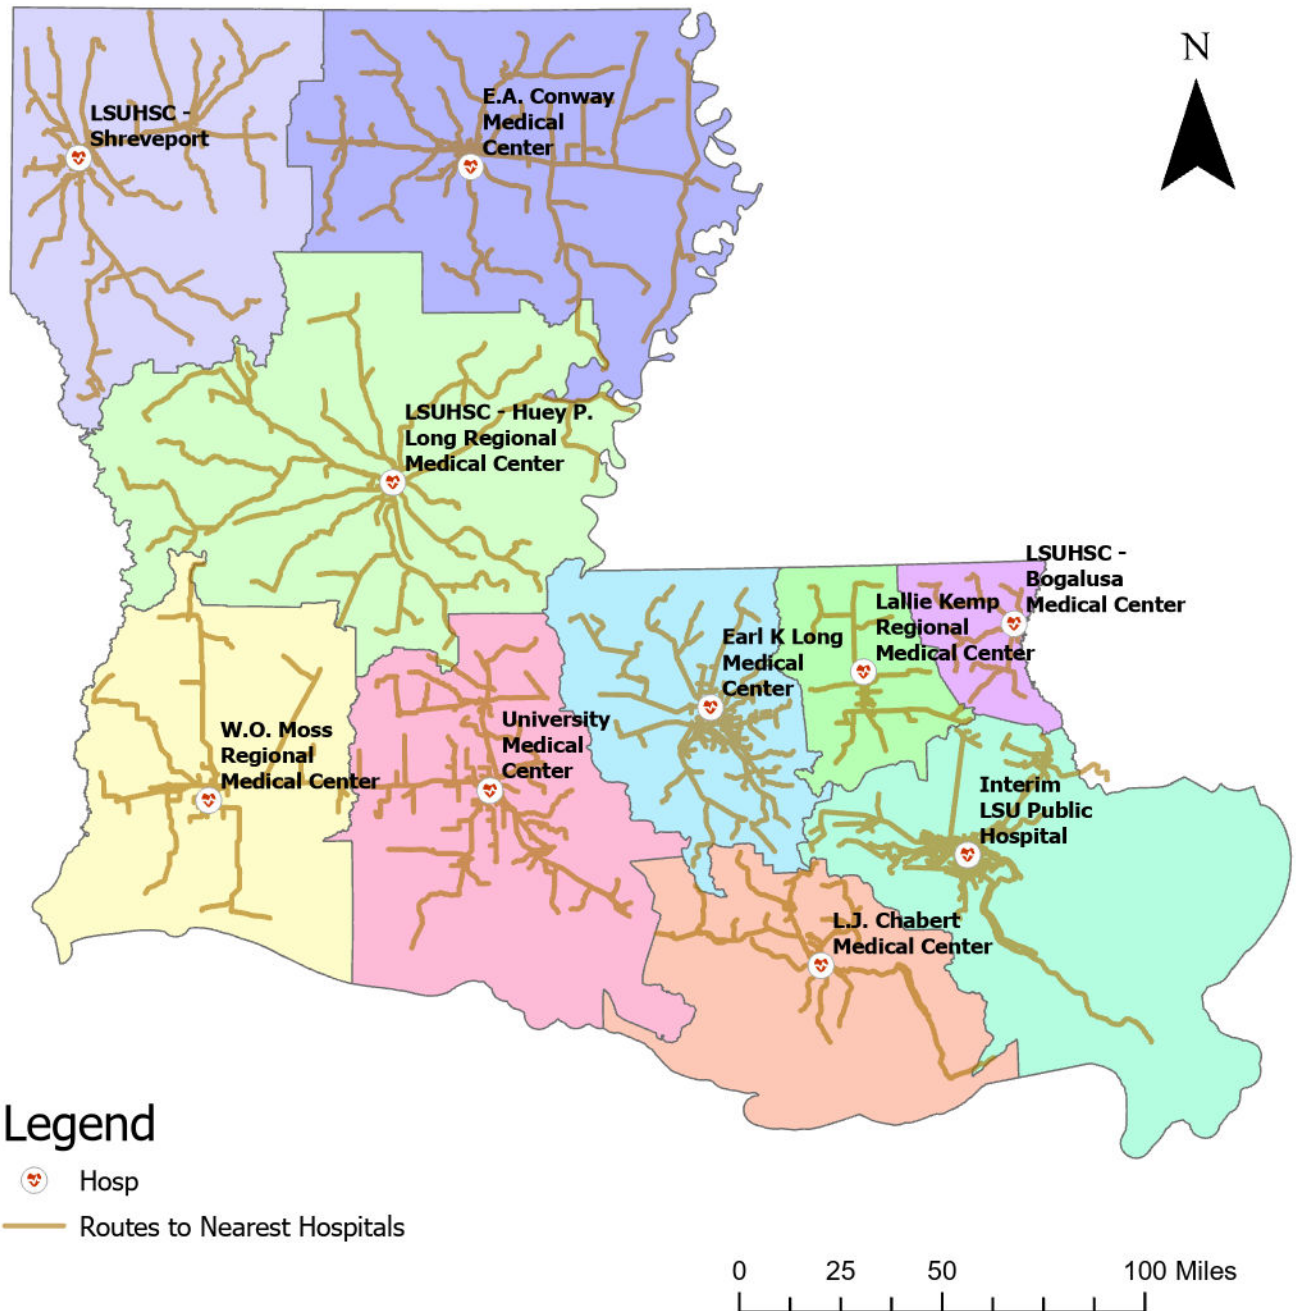 N
LSUHSC -
Shreveport
E.A. Conway
Medical
Center
LSUHSC - Huey P.
Long Regional
Medical Center
LSUHSC -
Bogalusa
Medical Center
Lallie Kemp
Regional
Medical Center
Earl K Long
Medical
Center
W.O. Moss
Regional
Medical Center
University
Medical
Center
Interim
LSU Public
Hospital
L.J. Chabert
Medical Center
Legend
Hosp
Routes to Nearest Hospitals
0 25 50 100 Miles